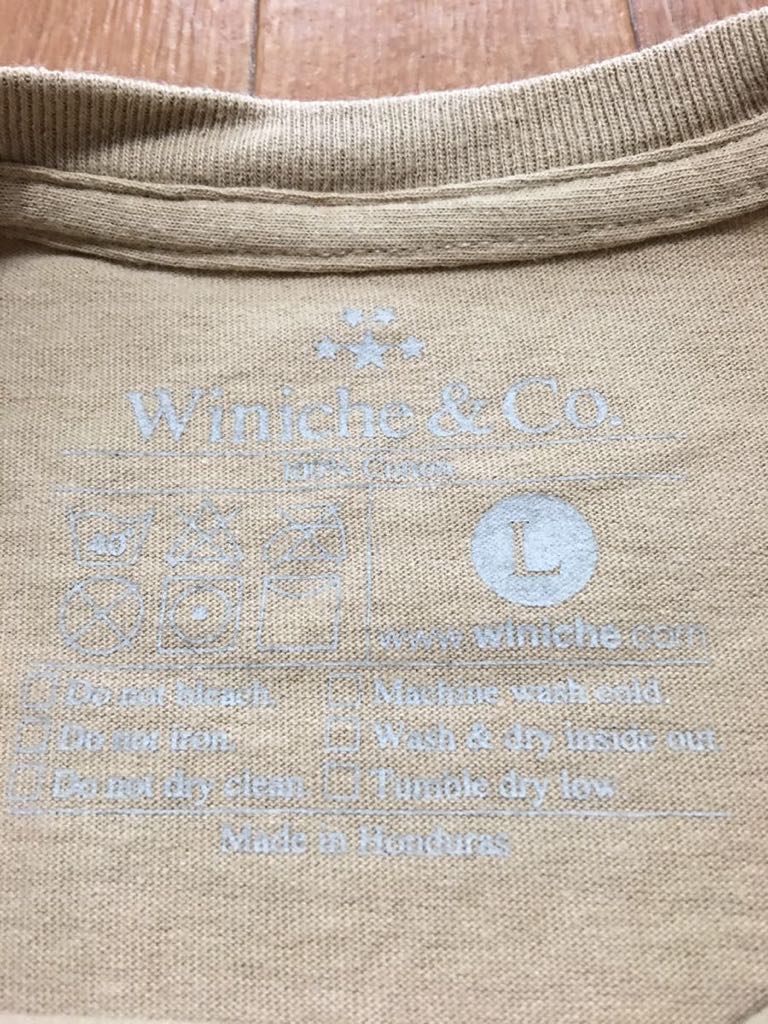 Winiche & Co.
100% Cotton
40
L
www.winiche.com
Do not bleach.
Machine wash cold.
Do not iron.
Wash & dry inside out.
Do not dry clean.
Tumble dry low
Made in Honduras